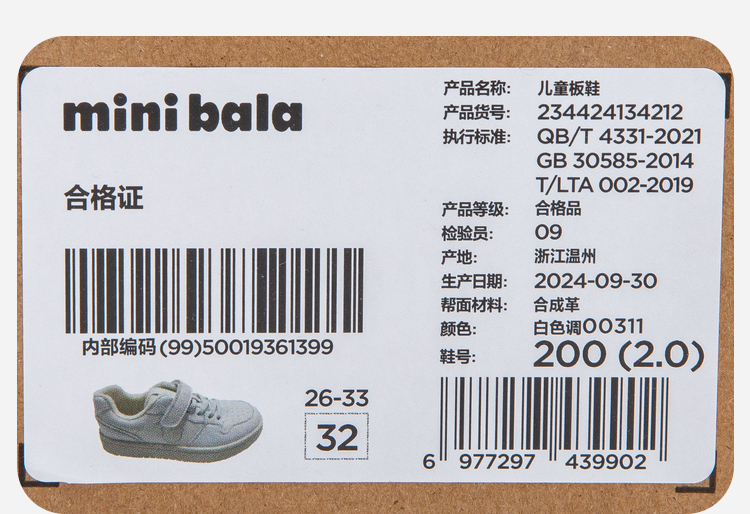 mini bala
合格证
内部编码(99)50019361399
26-33
32
产品名称: 儿童板鞋
产品货号: 234424134212
执行标准: QB/T 4331-2021
GB 30585-2014
T/LTA 002-2019
产品等级: 合格品
检验员: 09
产地: 浙江温州
生产日期: 2024-09-30
帮面材料: 合成革
颜色: 白色调00311
鞋号: 200 (2.0)
6 977297 439902